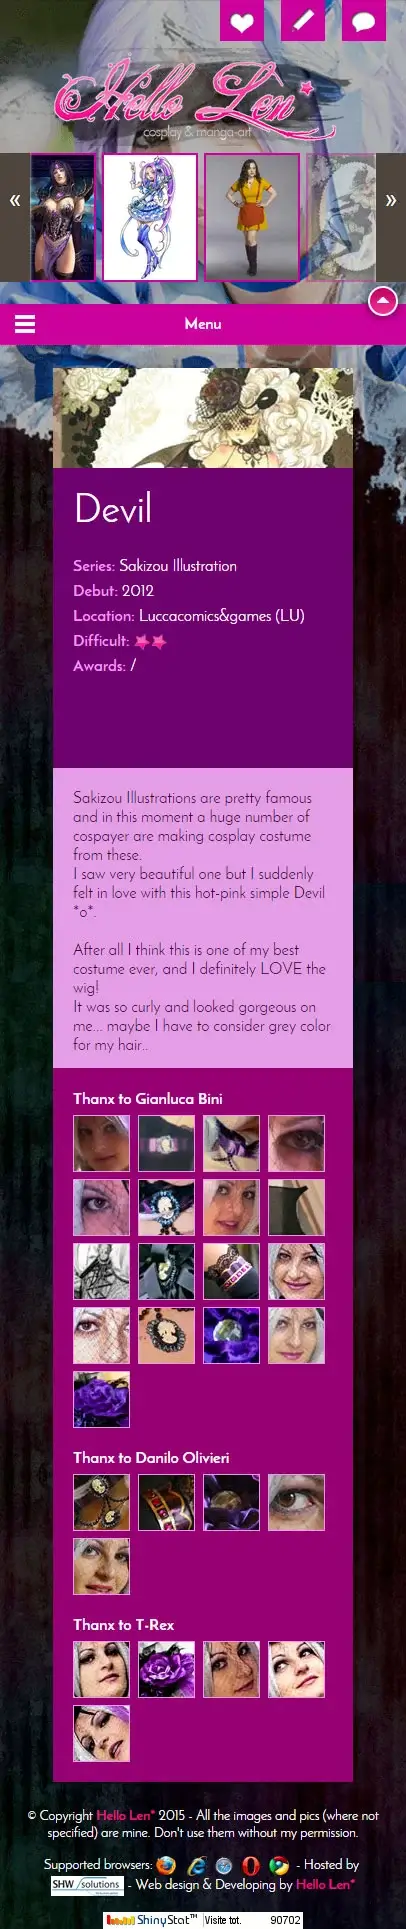 Hello Len*
cosplay & manga-art
«
»
Menu
Devil
Series: Sakizou Illustration
Debut: 2012
Location: Luccacomics&games (LU)
Difficult:
Awards: /
Sakizou Illustrations are pretty famous
and in this moment a huge number of
cospayer are making cosplay costume
from these.
I saw very beautiful one but I suddenly
felt in love with this hot-pink simple Devil
*o*.
After all I think this is one of my best
costume ever, and I definitely LOVE the
wig!
It was so curly and looked gorgeous on
me... maybe I have to consider grey color
for my hair..
Thanx to Gianluca Bini
Thanx to Danilo Olivieri
Thanx to T-Rex
© Copyright Hello Len* 2015 - All the images and pics (where not
specified) are mine. Don't use them without my permission.
Supported browsers: - Hosted by
SHW solutions - Web design & Developing by Hello Len*
ShinyStat™ Visite tot. 90702